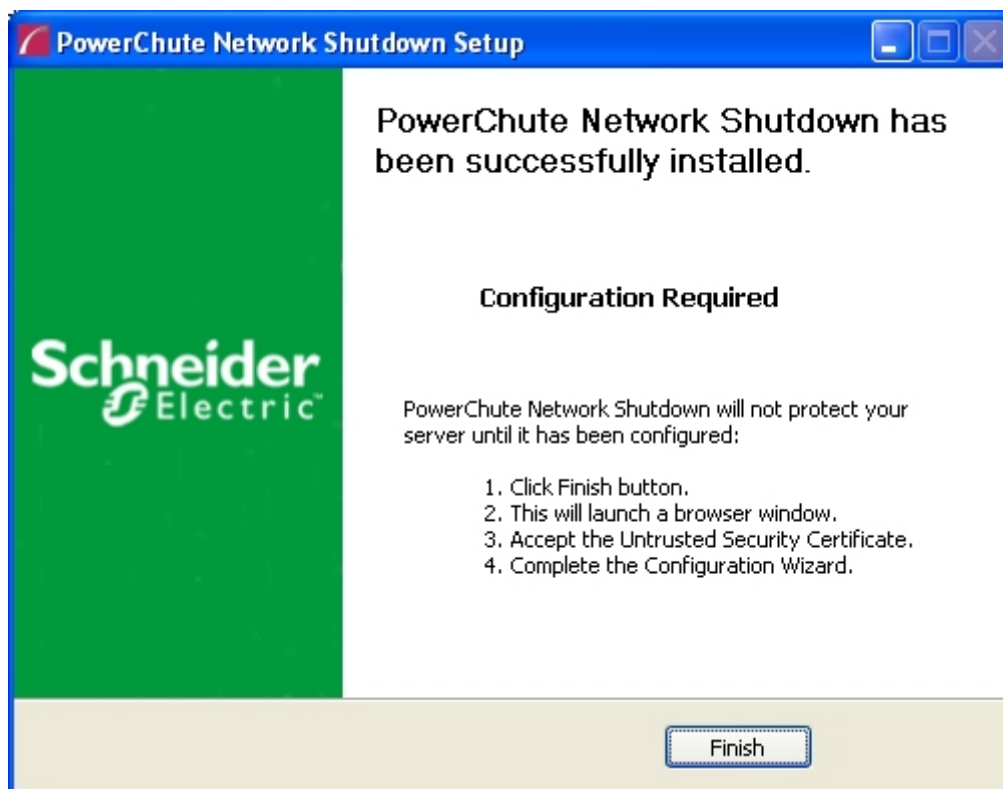 PowerChute Network Shutdown Setup
PowerChute Network Shutdown has
been successfully installed.
Configuration Required
Schneider
Electric™
PowerChute Network Shutdown will not protect your
server until it has been configured:
1. Click Finish button.
2. This will launch a browser window.
3. Accept the Untrusted Security Certificate.
4. Complete the Configuration Wizard.
Finish